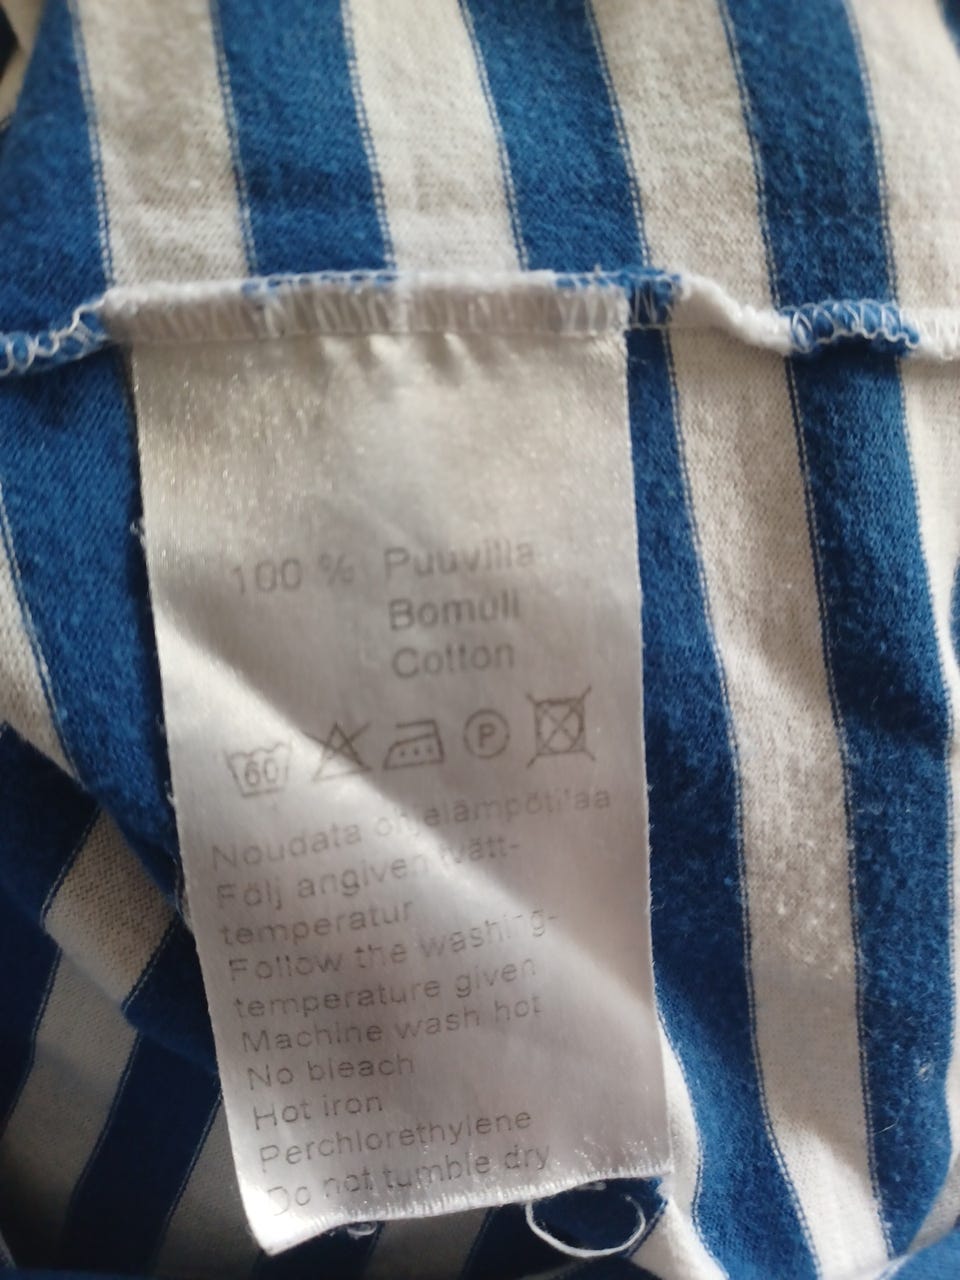 100 % Puuvilla
Bomull
Cotton
60 P
Noudata ohjelämpötilaa
Följ angiven tvätt-
temperatur
Follow the washing-
temperature given
Machine wash hot
No bleach
Hot iron
Perchlorethylene
Do not tumble dry